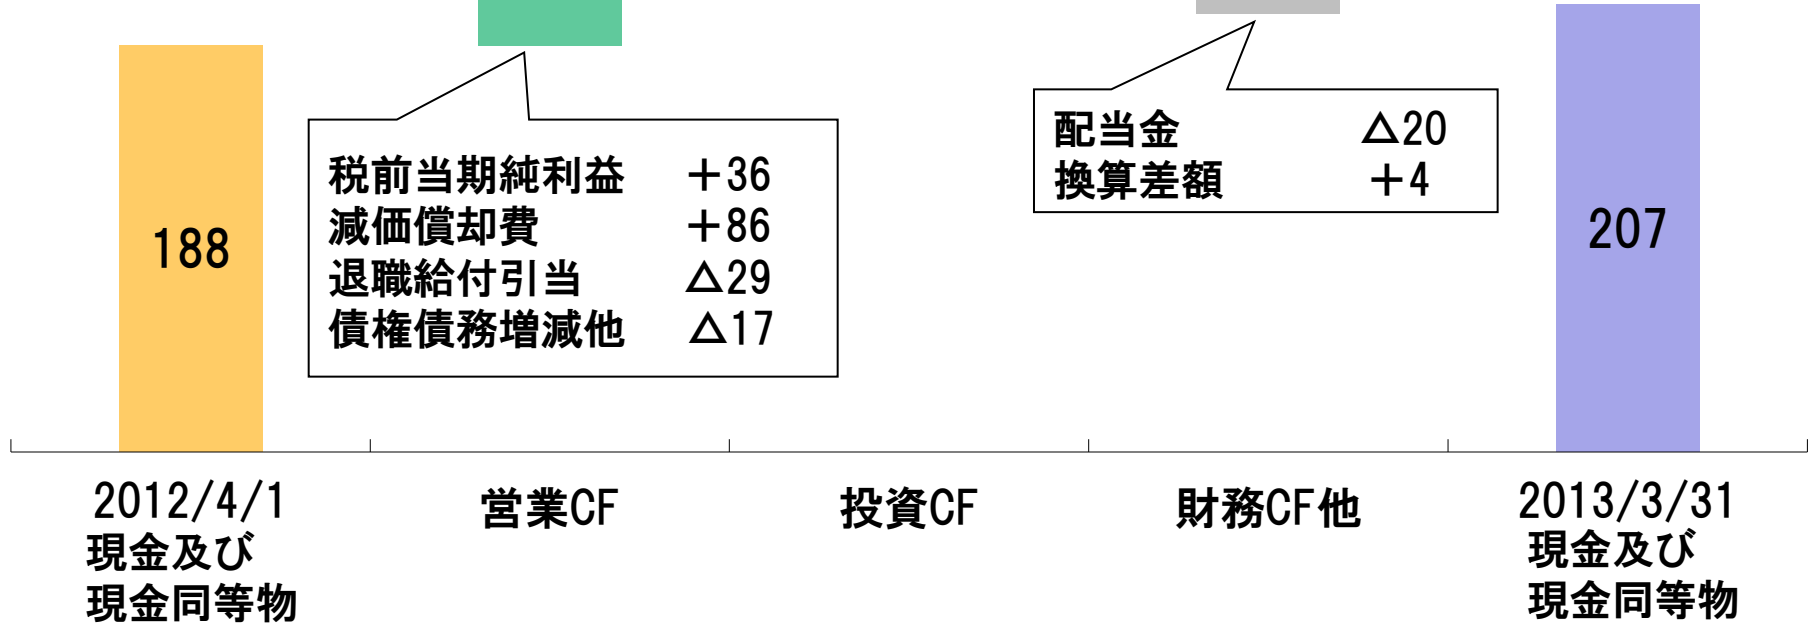 188
税前当期純利益 ＋36
減価償却費 ＋86
退職給付引当 △29
債権債務増減他 △17
配当金 △20
換算差額 ＋4
207
2012/4/1
現金及び
現金同等物
営業CF
投資CF
財務CF他
2013/3/31
現金及び
現金同等物